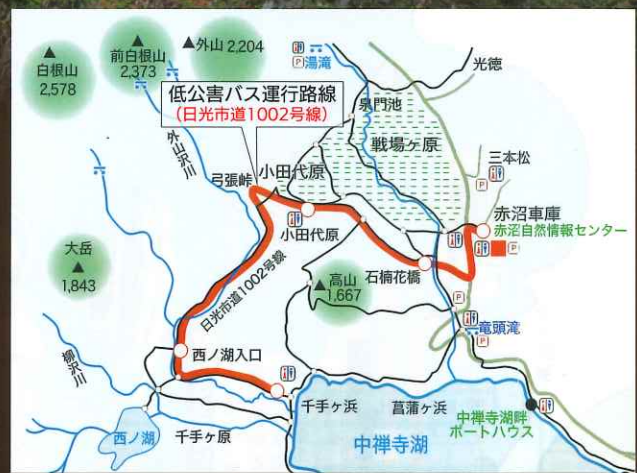 白根山
2,578
前白根山
2,373
外山 2,204
湯滝
光徳
低公害バス運行路線
(日光市道1002号線)
泉門池
戦場ヶ原
三本松
外山沢川
弓張峠
小田代原
赤沼車庫
赤沼自然情報センター
小田代原
石楠花橋
大岳
1,843
日光市道1002号線
高山
1,667
竜頭滝
西ノ湖入口
柳沢川
千手ヶ浜
菖蒲ヶ浜
中禅寺湖畔
ボートハウス
西ノ湖
千手ヶ原
中禅寺湖
P
P
P
P
P
P